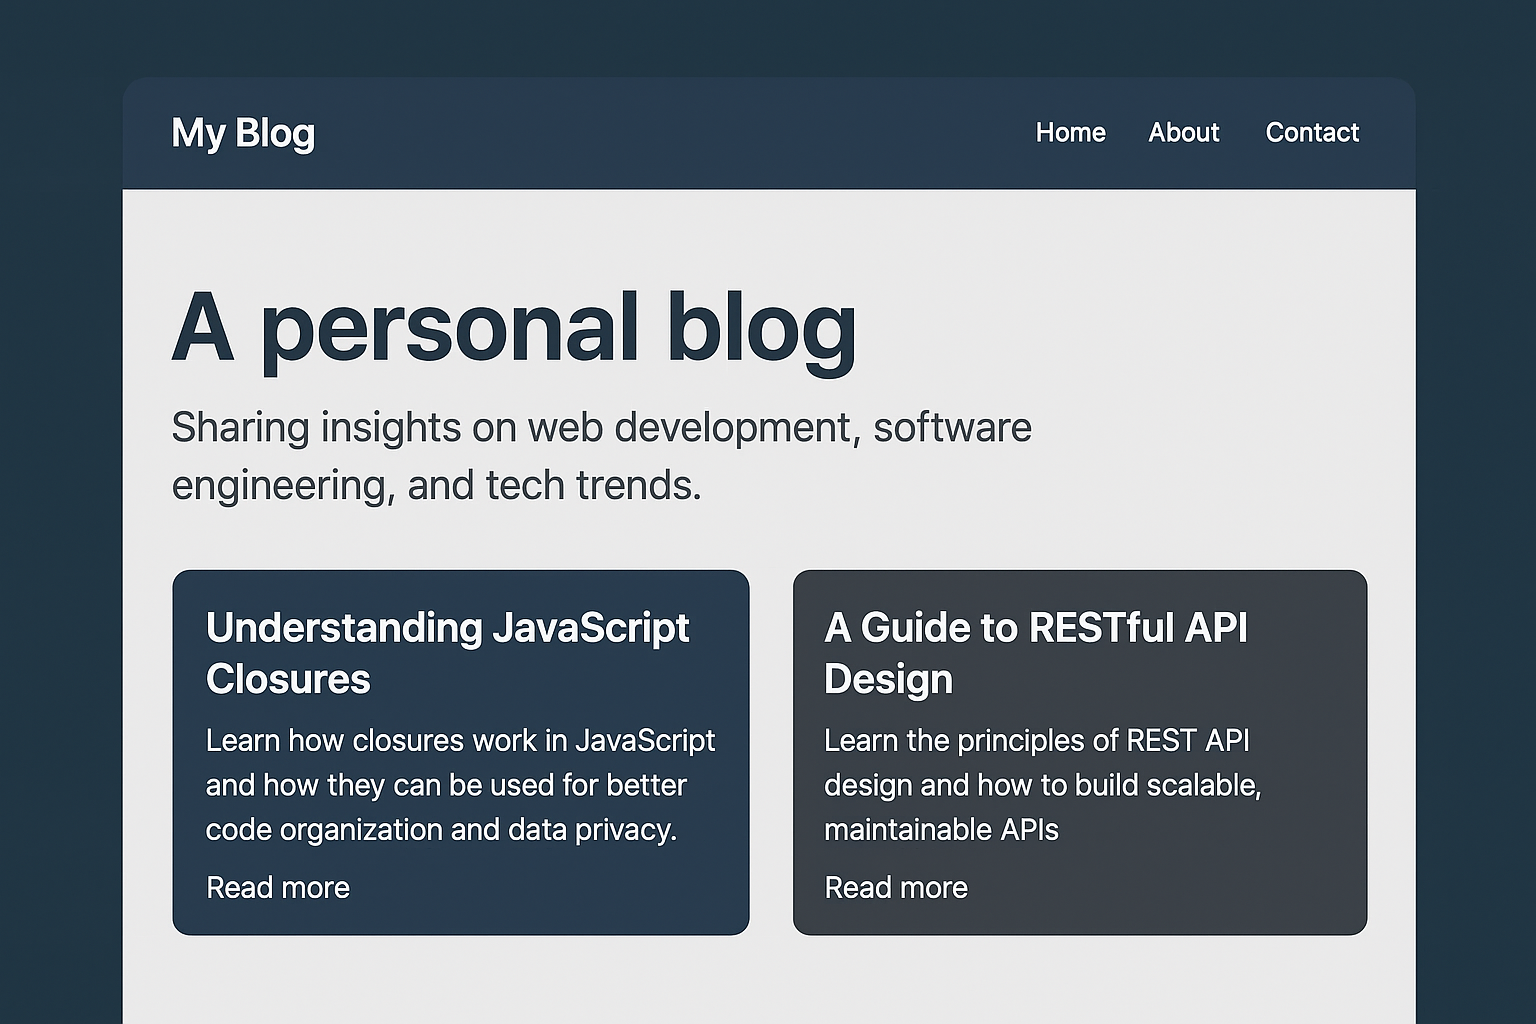 My Blog
Home About Contact
A personal blog
Sharing insights on web development, software
engineering, and tech trends.
Understanding JavaScript
Closures
Learn how closures work in JavaScript
and how they can be used for better
code organization and data privacy.
Read more
A Guide to RESTful API
Design
Learn the principles of REST API
design and how to build scalable,
maintainable APIs
Read more